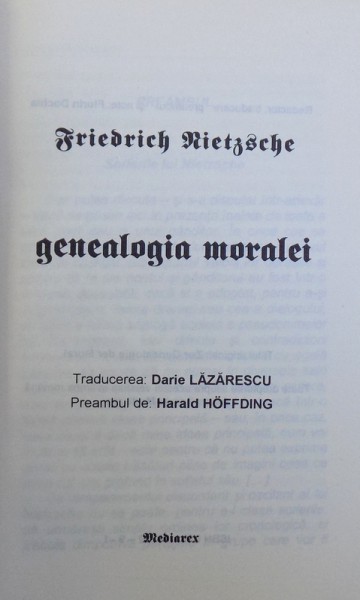 Friedrich Nietzsche
genealogia moralei
Traducerea: Darie LĂZĂRESCU
Preambul de: Harald HÖFFDING
Mediarex